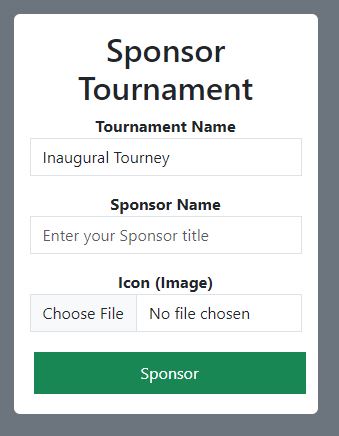 Sponsor
Tournament
Tournament Name
Inaugural Tourney
Sponsor Name
Enter your Sponsor title
Icon (Image)
Choose File No file chosen
Sponsor